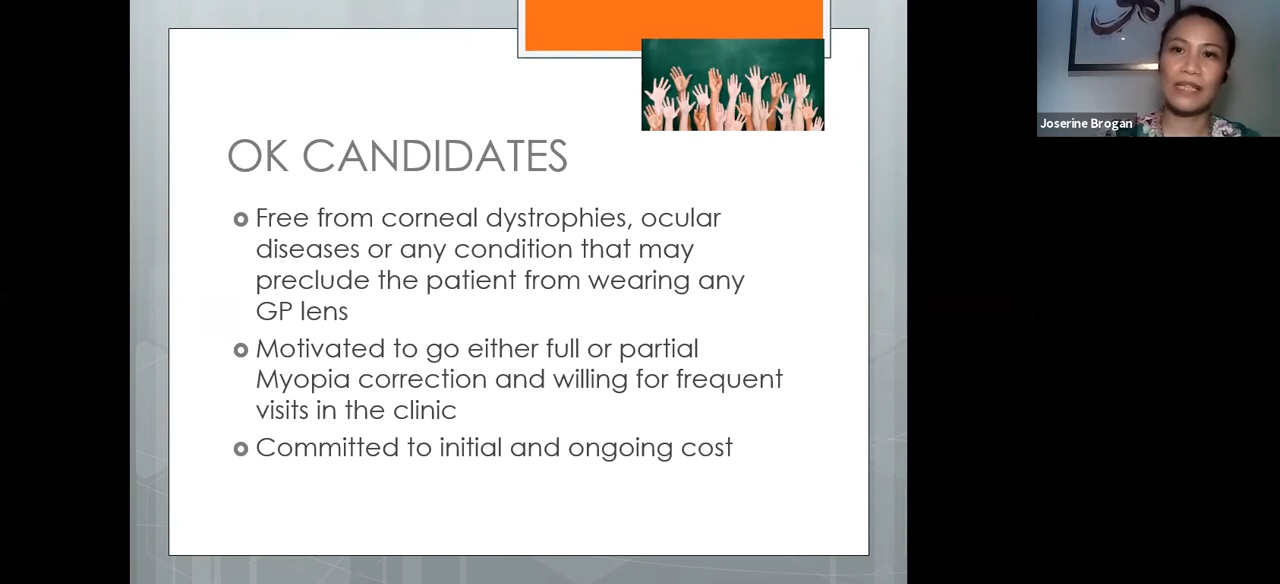 OK CANDIDATES
Free from corneal dystrophies, ocular
diseases or any condition that may
preclude the patient from wearing any
GP lens
Motivated to go either full or partial
Myopia correction and willing for frequent
visits in the clinic
Committed to initial and ongoing cost
Joserine Brogan